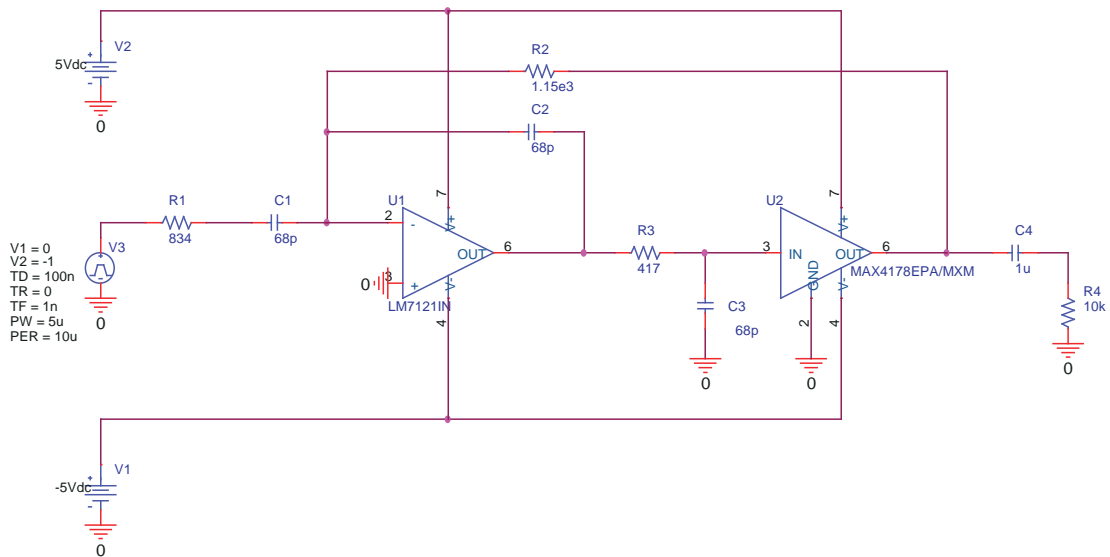 V2
5Vdc
+
-
0
R2
1.15e3
C2
68p
R1
834
C1
68p
U1
2
-
7
V+
OUT
6
0
3
+
LM7121IN
V-
4
R3
417
C3
68p
0
U2
3
IN
7
V+
OUT
6
MAX4178EPA/MXM
GND
V-
2
4
0
C4
1u
R4
10k
0
V3
+
-
V1 = 0
V2 = -1
TD = 100n
TR = 0
TF = 1n
PW = 5u
PER = 10u
0
V1
-5Vdc
+
-
0